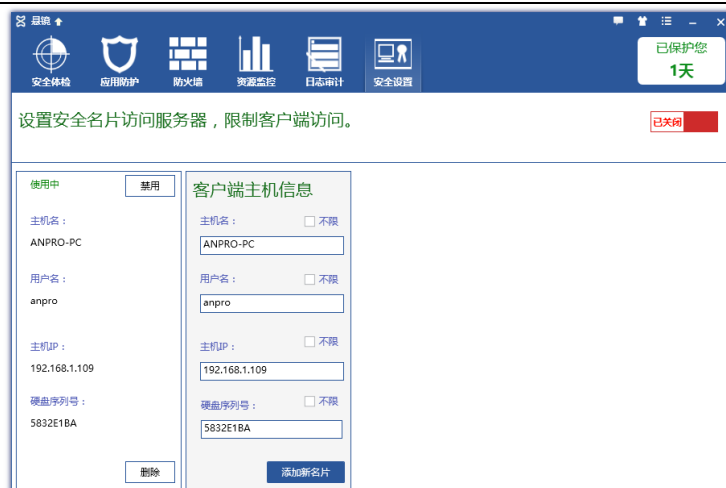 悬镜
已保护您
1天
安全体检 应用防护 防火墙 资源监控 日志审计 安全设置
设置安全名片访问服务器，限制客户端访问。
已关闭
使用中 禁用
主机名：
ANPRO-PC
用户名：
anpro
主机IP：
192.168.1.109
硬盘序列号：
5832E1BA
删除
客户端主机信息
主机名： 不限
ANPRO-PC
用户名： 不限
anpro
主机IP： 不限
192.168.1.109
硬盘序列号： 不限
5832E1BA
添加新名片